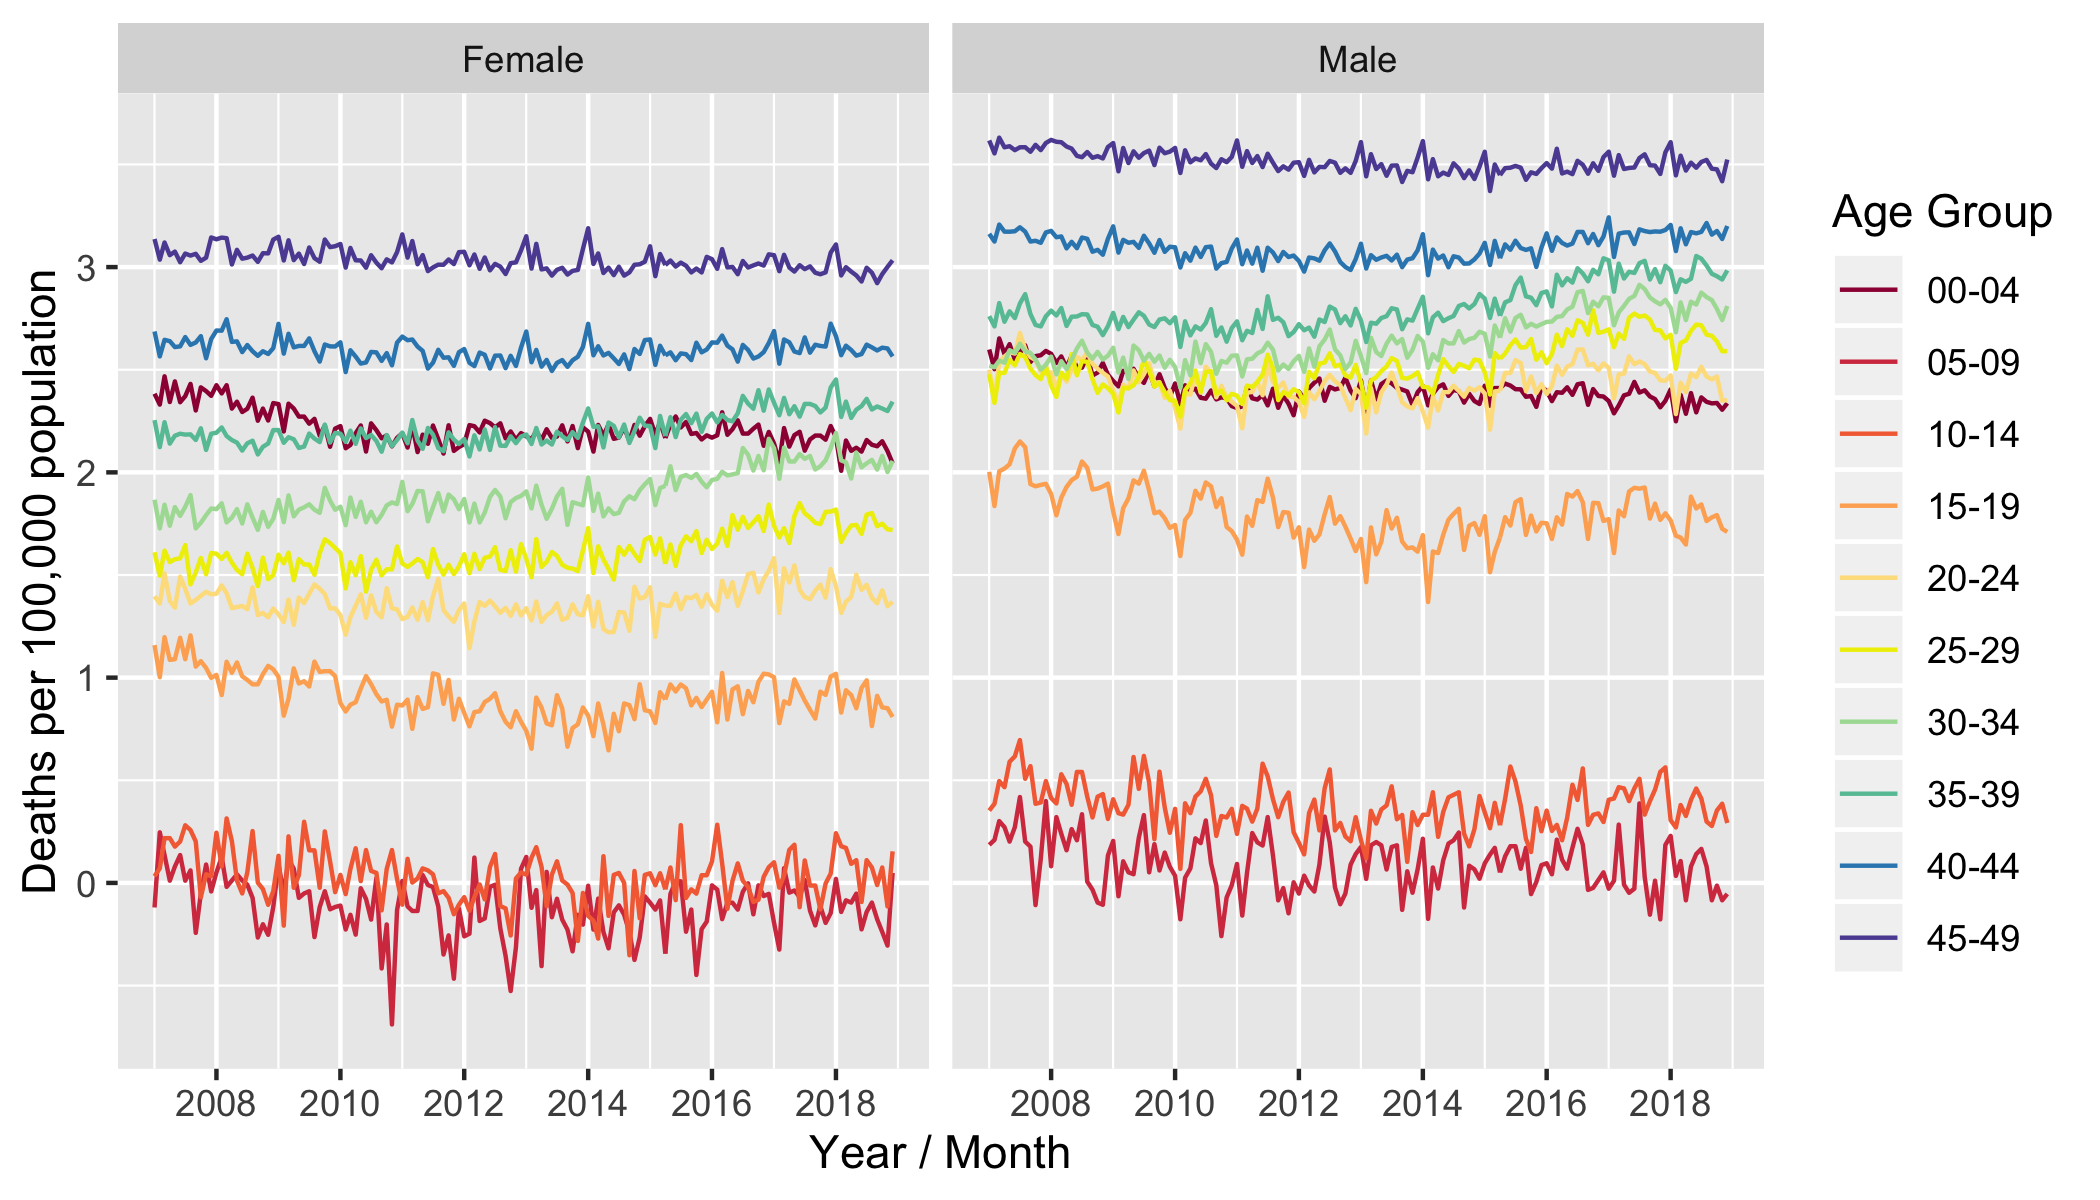 Female
Male
Deaths per 100,000 population
3
2
1
0
2008 2010 2012 2014 2016 2018
2008 2010 2012 2014 2016 2018
Year / Month
Age Group
00-04
05-09
10-14
15-19
20-24
25-29
30-34
35-39
40-44
45-49